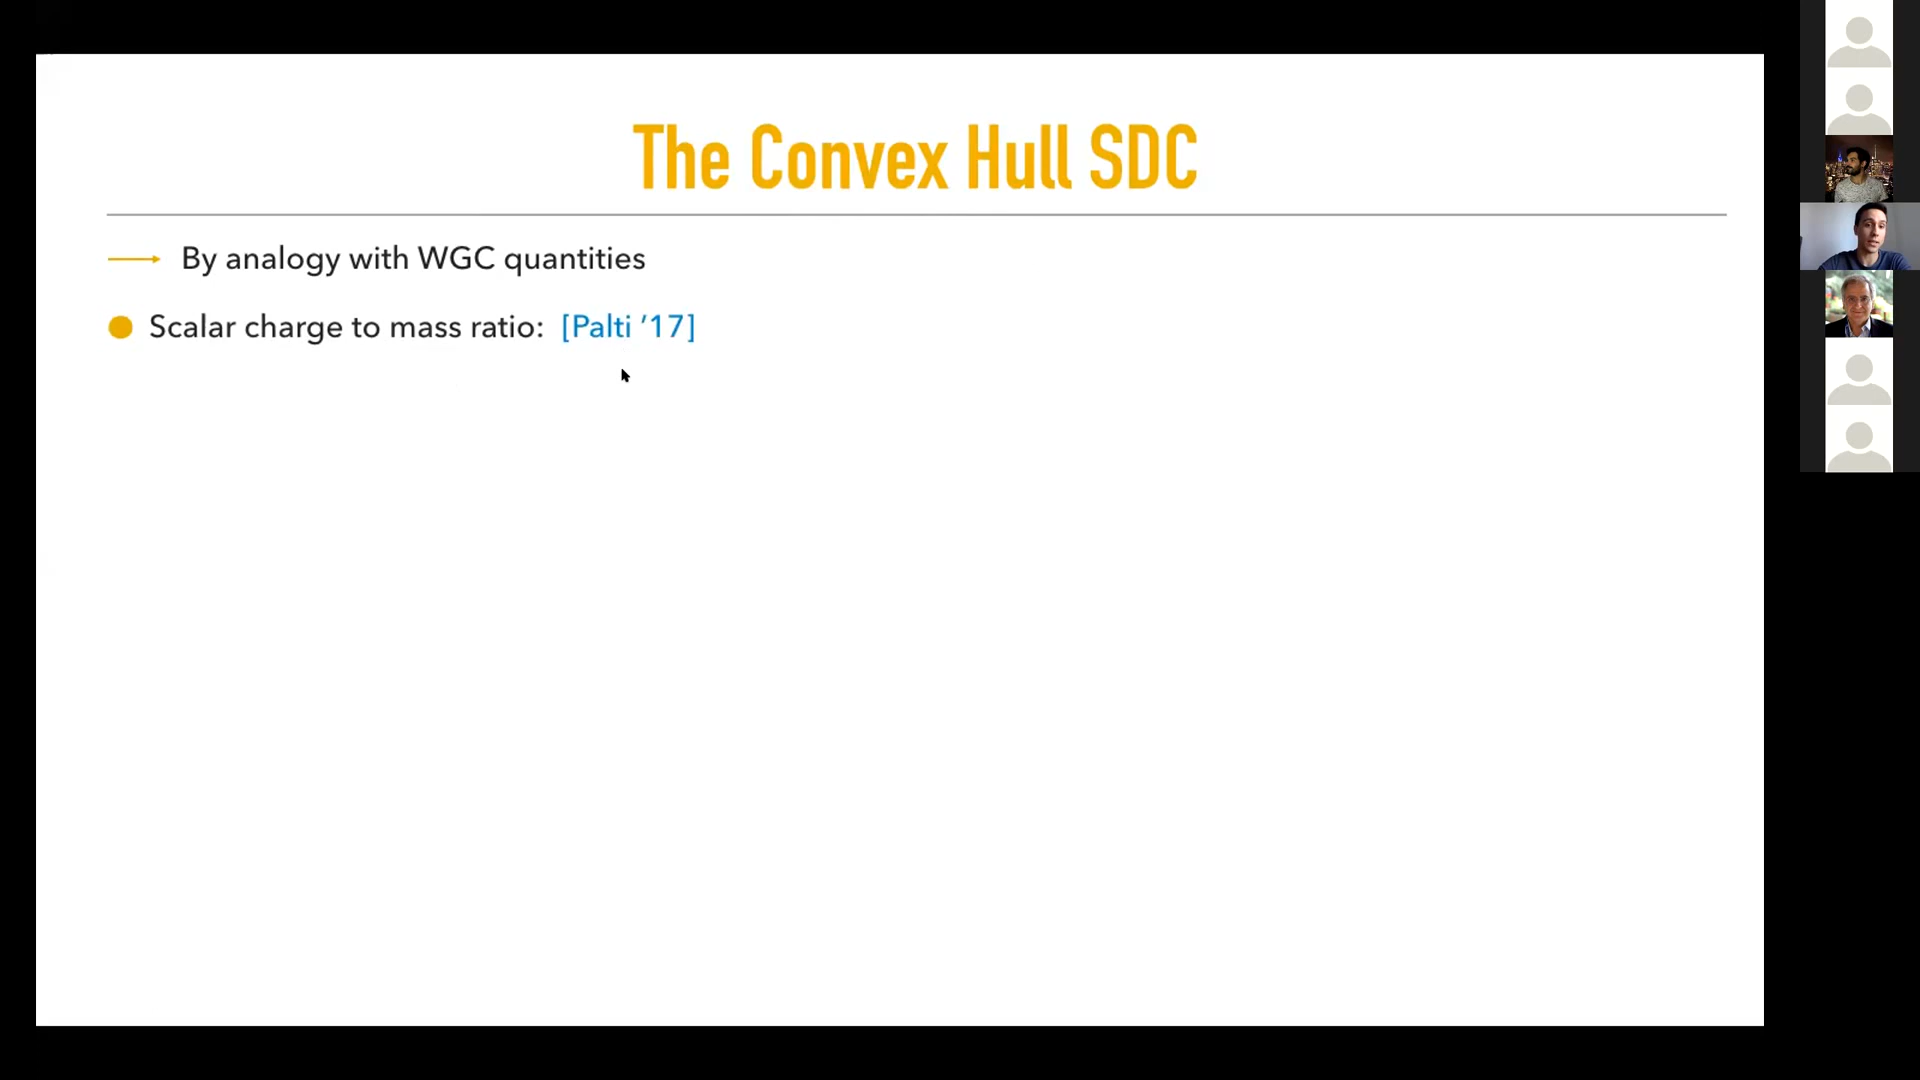 The Convex Hull SDC
By analogy with WGC quantities
Scalar charge to mass ratio: [Palti ’17]